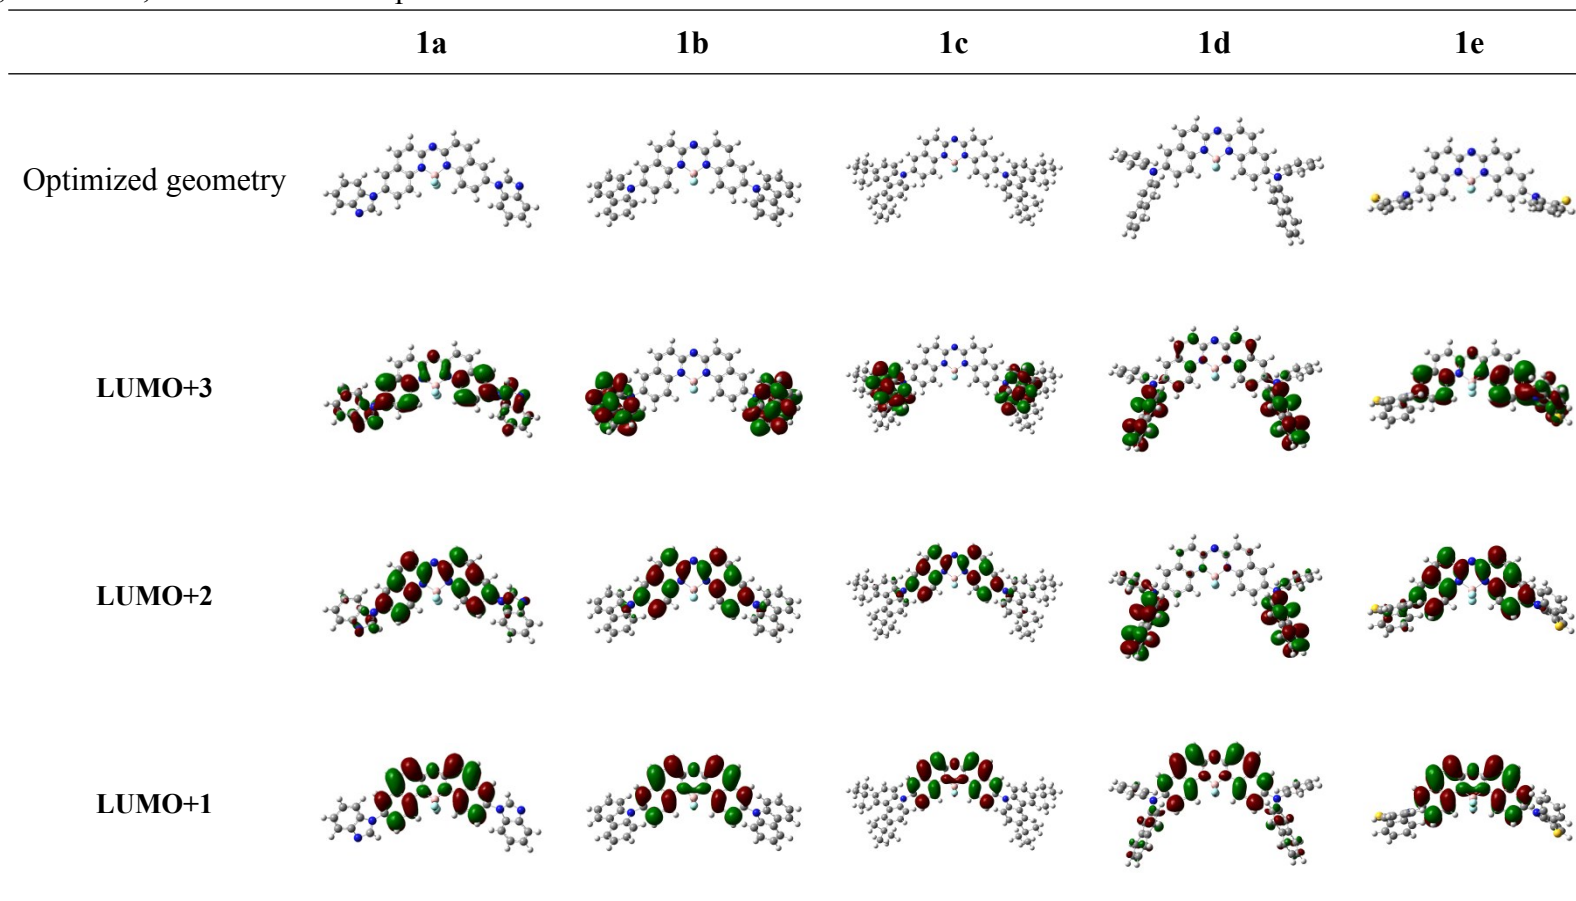 1a 1b 1c 1d 1e
Optimized geometry
LUMO+3
LUMO+2
LUMO+1